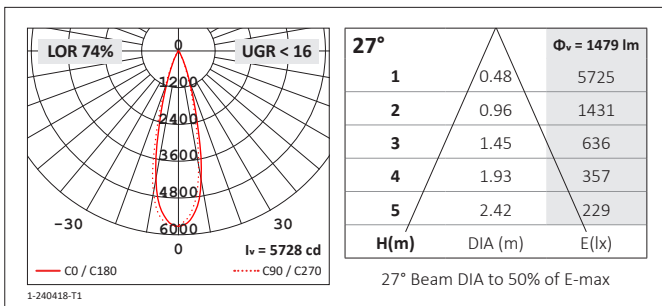 LOR 74%
0
UGR < 16
1200
2400
3600
4800
6000
−30
30
0
Iᵥ = 5728 cd
C0 / C180
C90 / C270
1-240418-T1
27°
Φᵥ = 1479 lm
1 0.48 5725
2 0.96 1431
3 1.45 636
4 1.93 357
5 2.42 229
H(m) DIA (m) E(lx)
27° Beam DIA to 50% of E-max